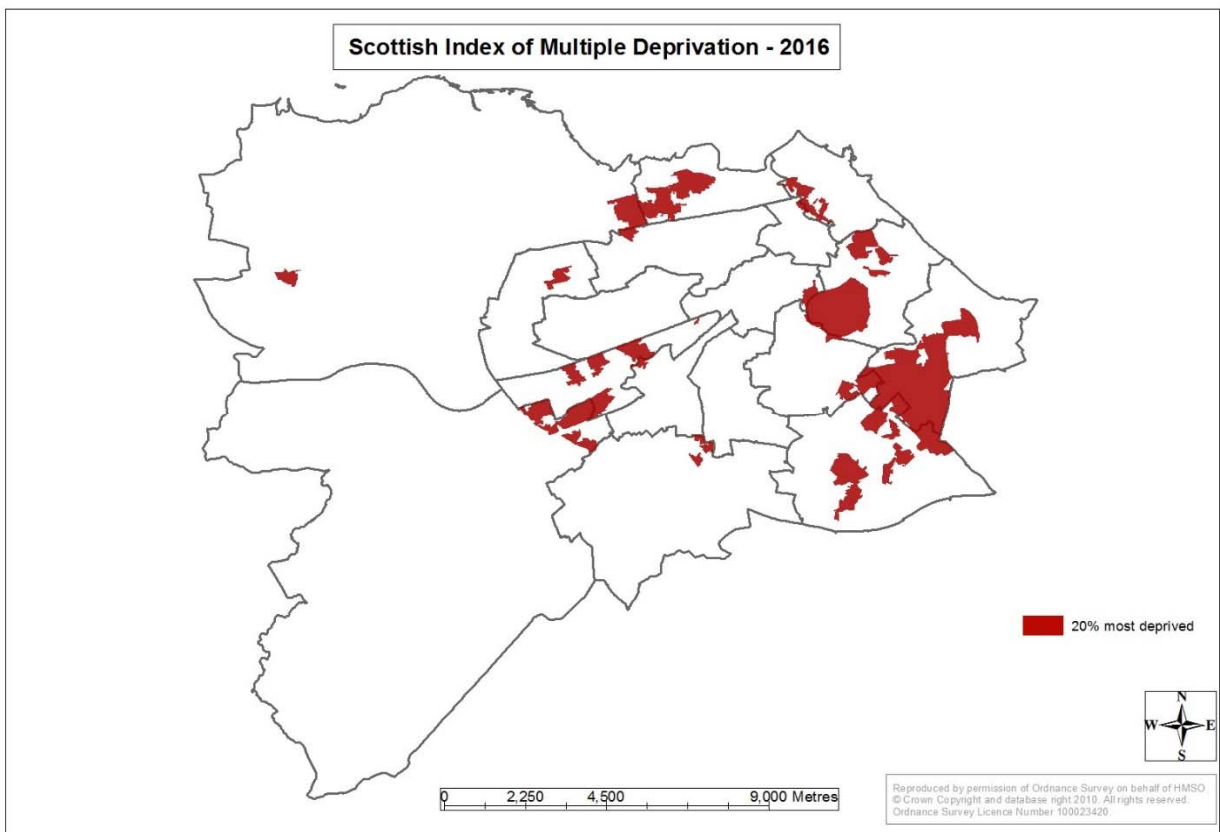 Scottish Index of Multiple Deprivation - 2016
20% most deprived
N
W E
S
0 2,250 4,500 9,000 Metres
Reproduced by permission of Ordnance Survey on behalf of HMSO
© Crown Copyright and database right 2010. All rights reserved.
Ordnance Survey Licence Number 100023420.